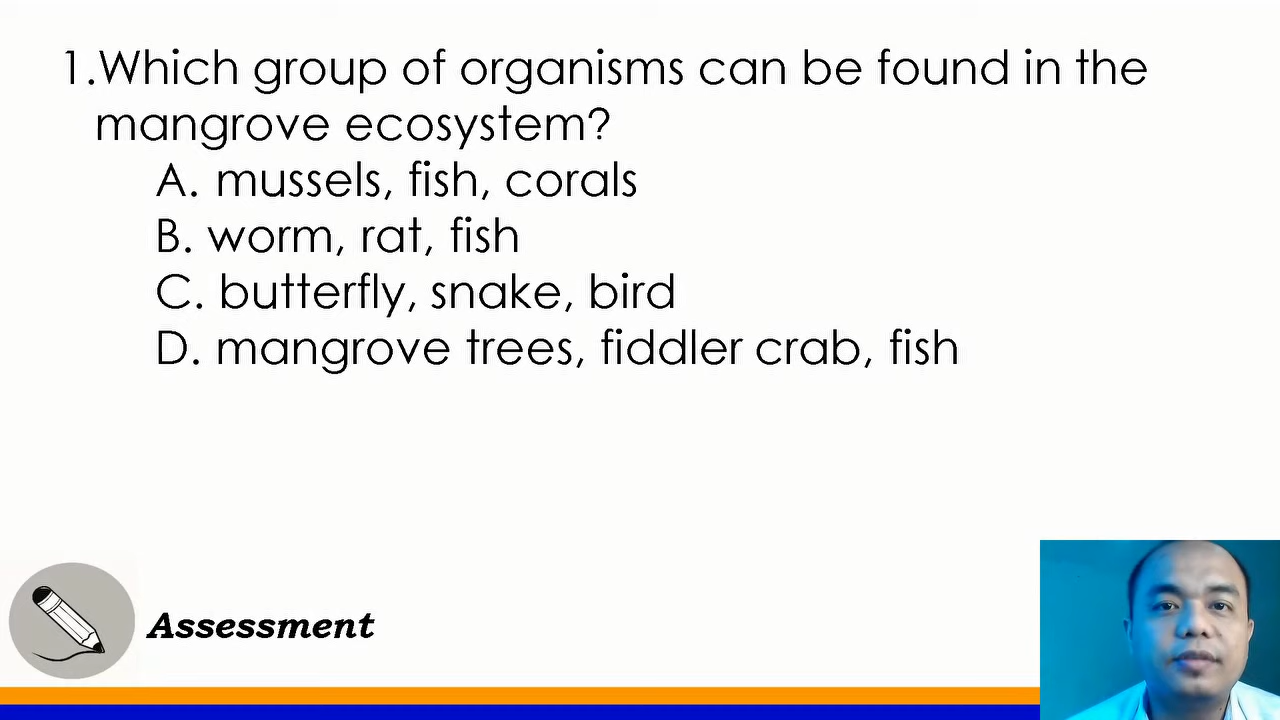 1.Which group of organisms can be found in the
mangrove ecosystem?
A. mussels, fish, corals
B. worm, rat, fish
C. butterfly, snake, bird
D. mangrove trees, fiddler crab, fish
Assessment